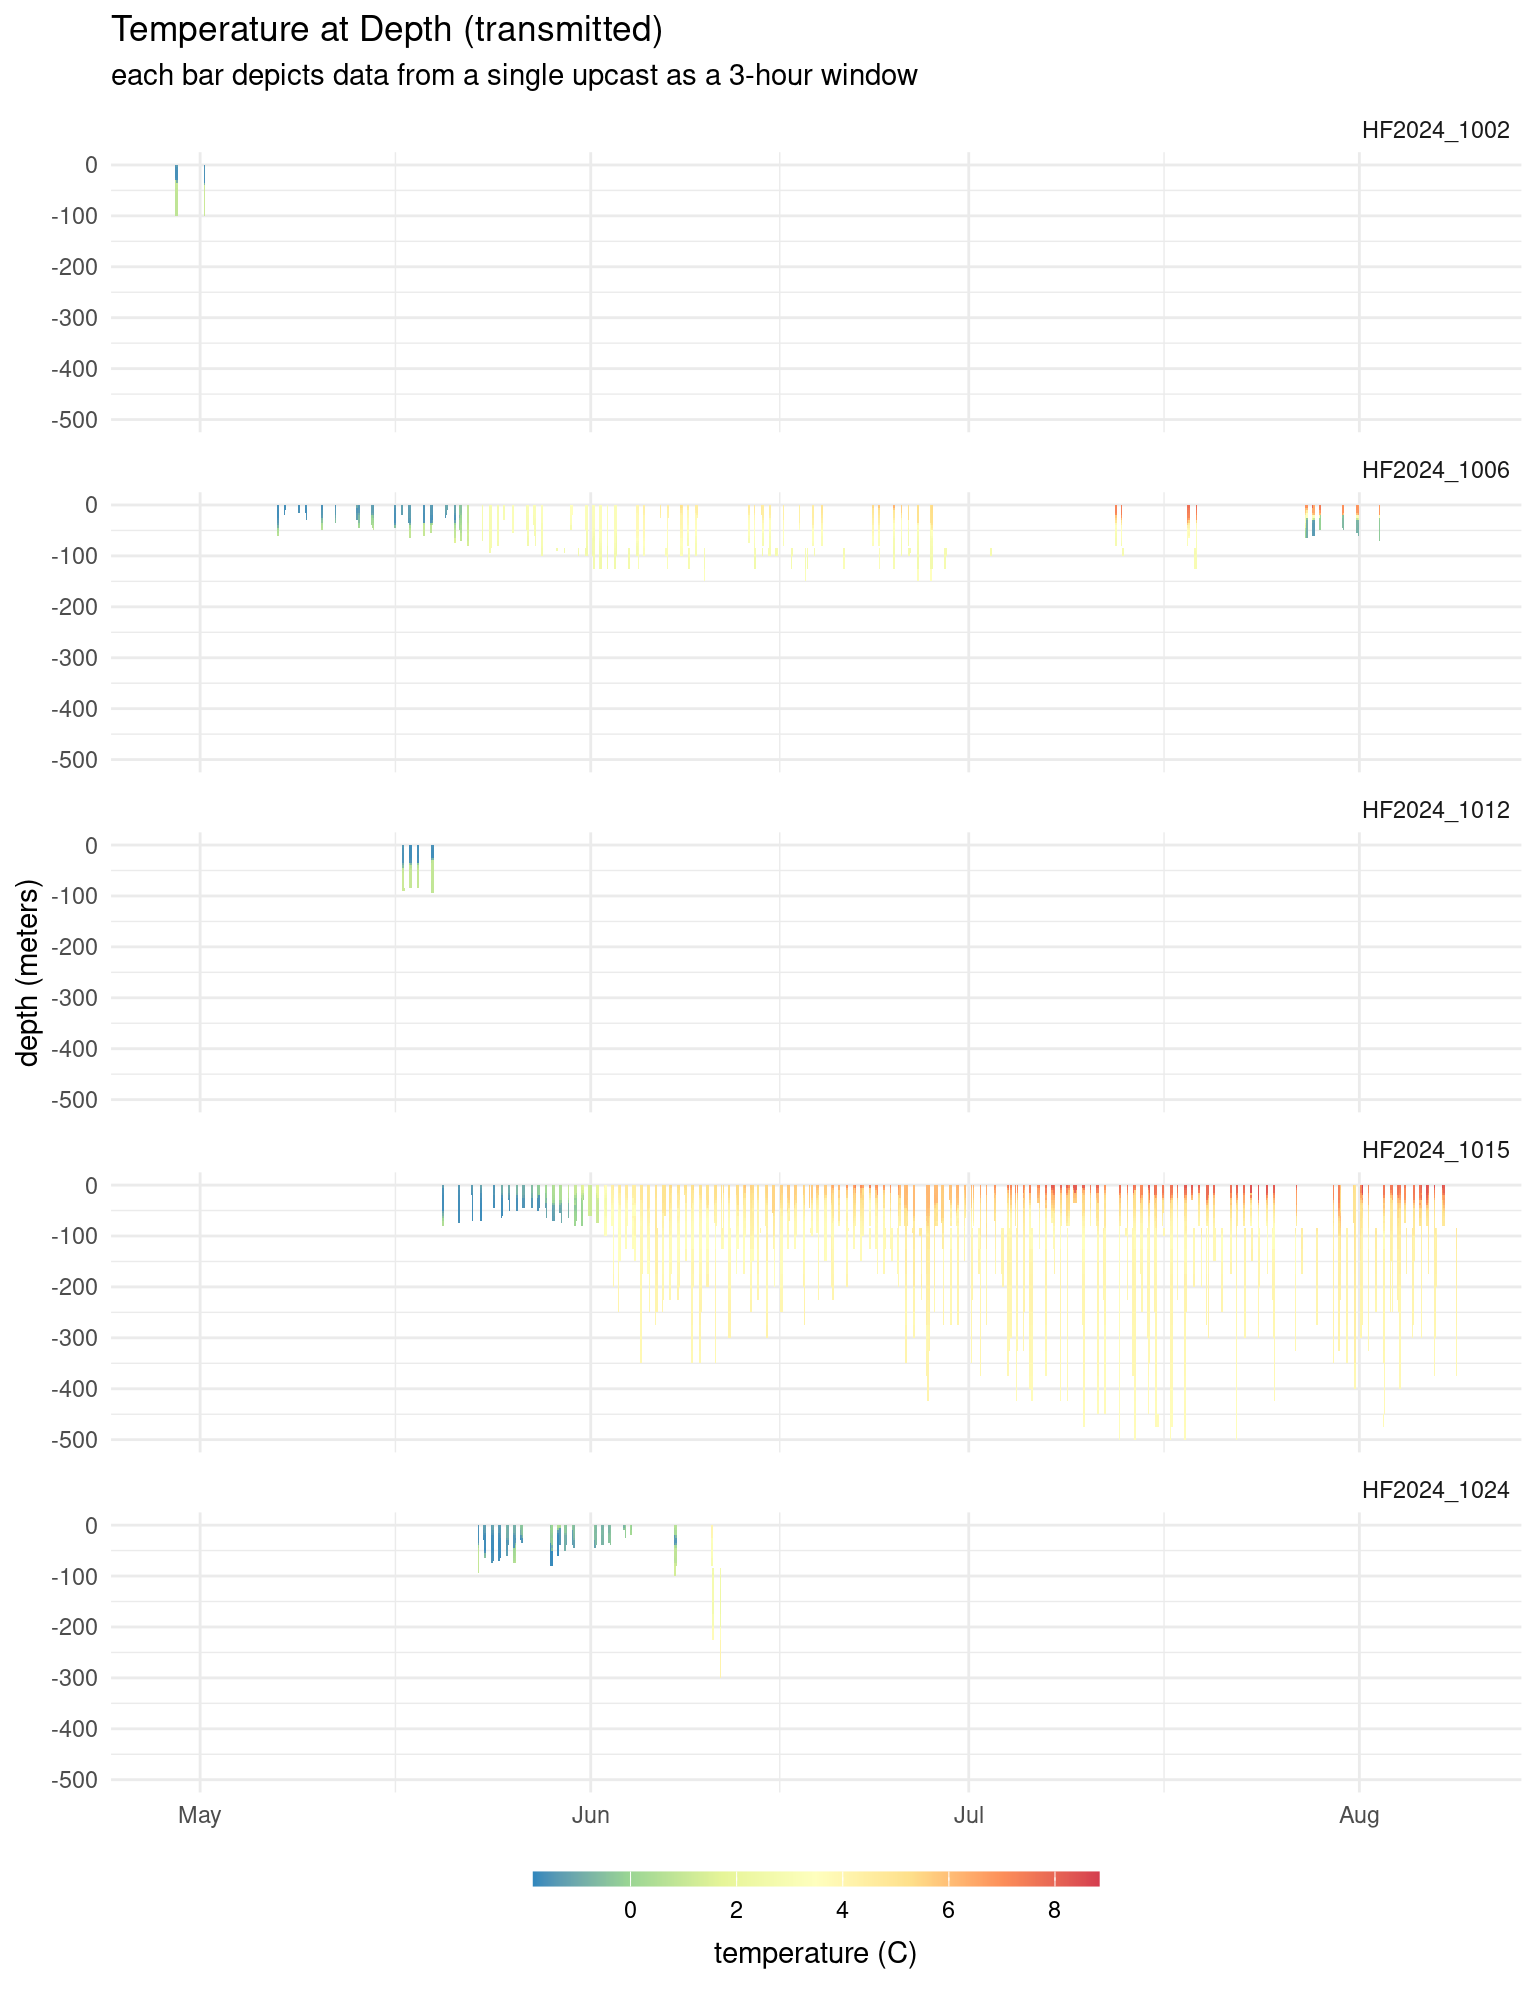 Temperature at Depth (transmitted)
each bar depicts data from a single upcast as a 3-hour window
HF2024_1002
0
-100
-200
-300
-400
-500
HF2024_1006
0
-100
-200
-300
-400
-500
HF2024_1012
0
-100
-200
-300
-400
-500
depth (meters)
HF2024_1015
0
-100
-200
-300
-400
-500
HF2024_1024
0
-100
-200
-300
-400
-500
May Jun Jul Aug
0 2 4 6 8
temperature (C)